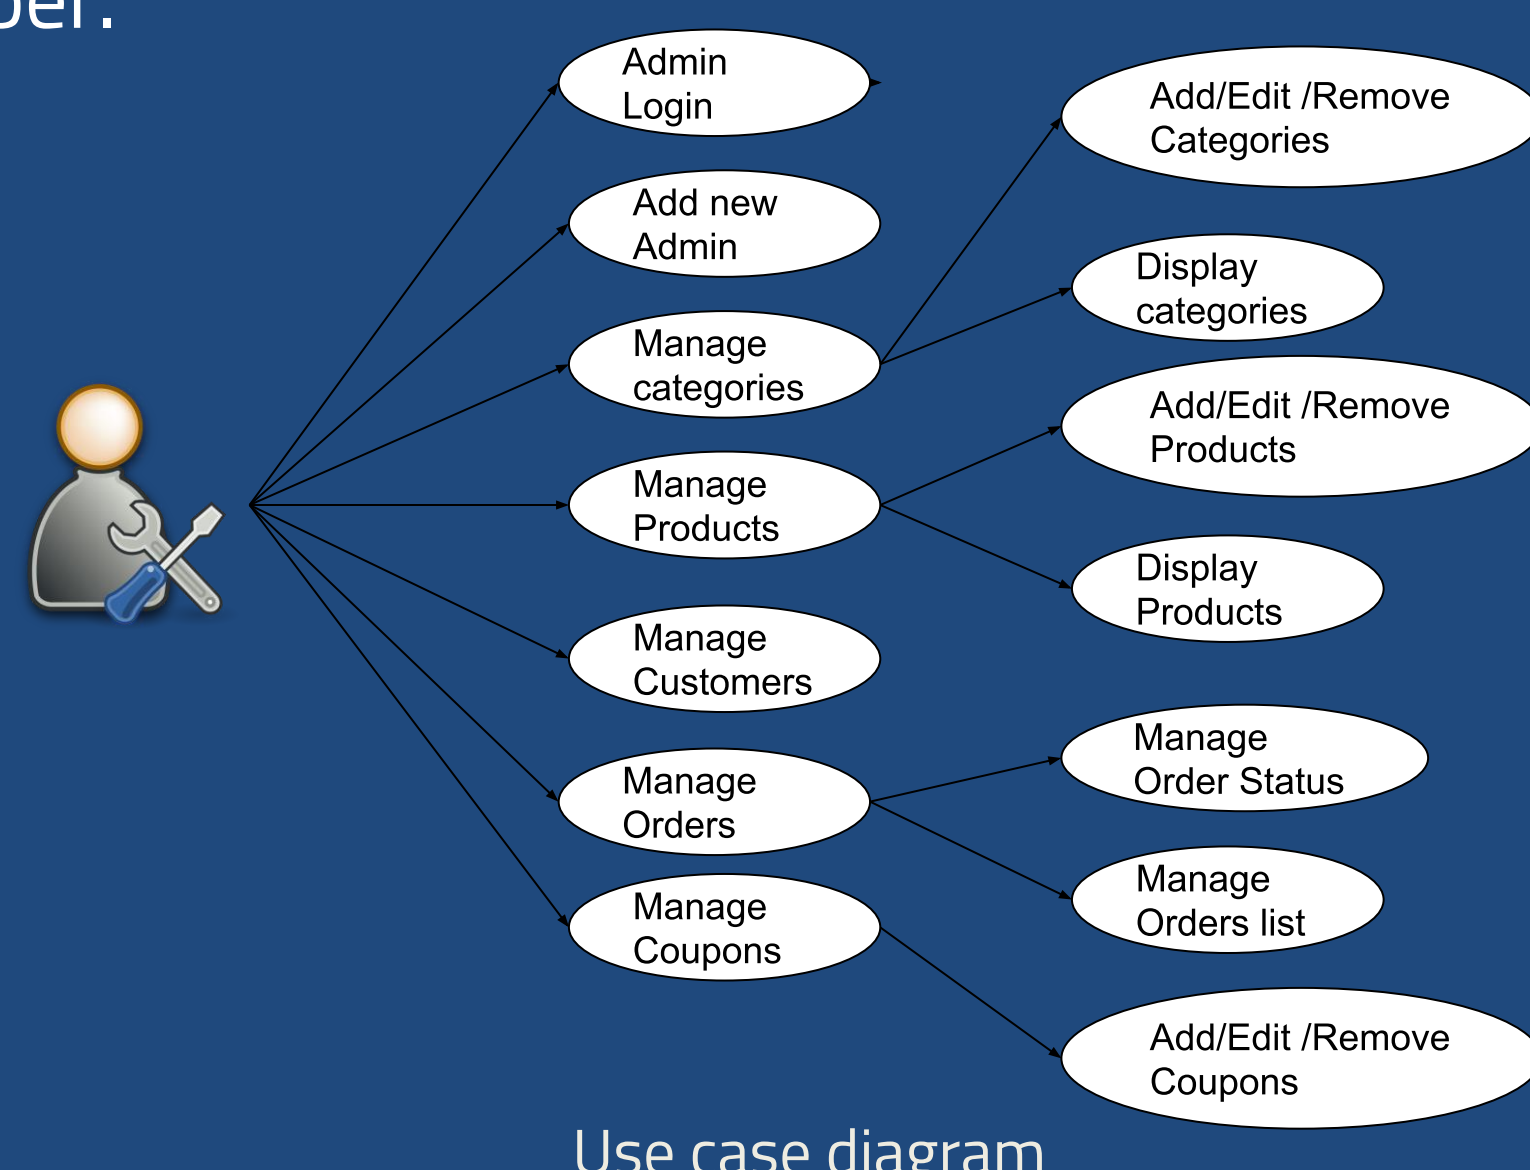 Admin
Login
Add new
Admin
Manage
categories
Manage
Products
Manage
Customers
Manage
Orders
Manage
Coupons
Add/Edit /Remove
Categories
Display
categories
Add/Edit /Remove
Products
Display
Products
Manage
Order Status
Manage
Orders list
Add/Edit /Remove
Coupons
Use case diagram